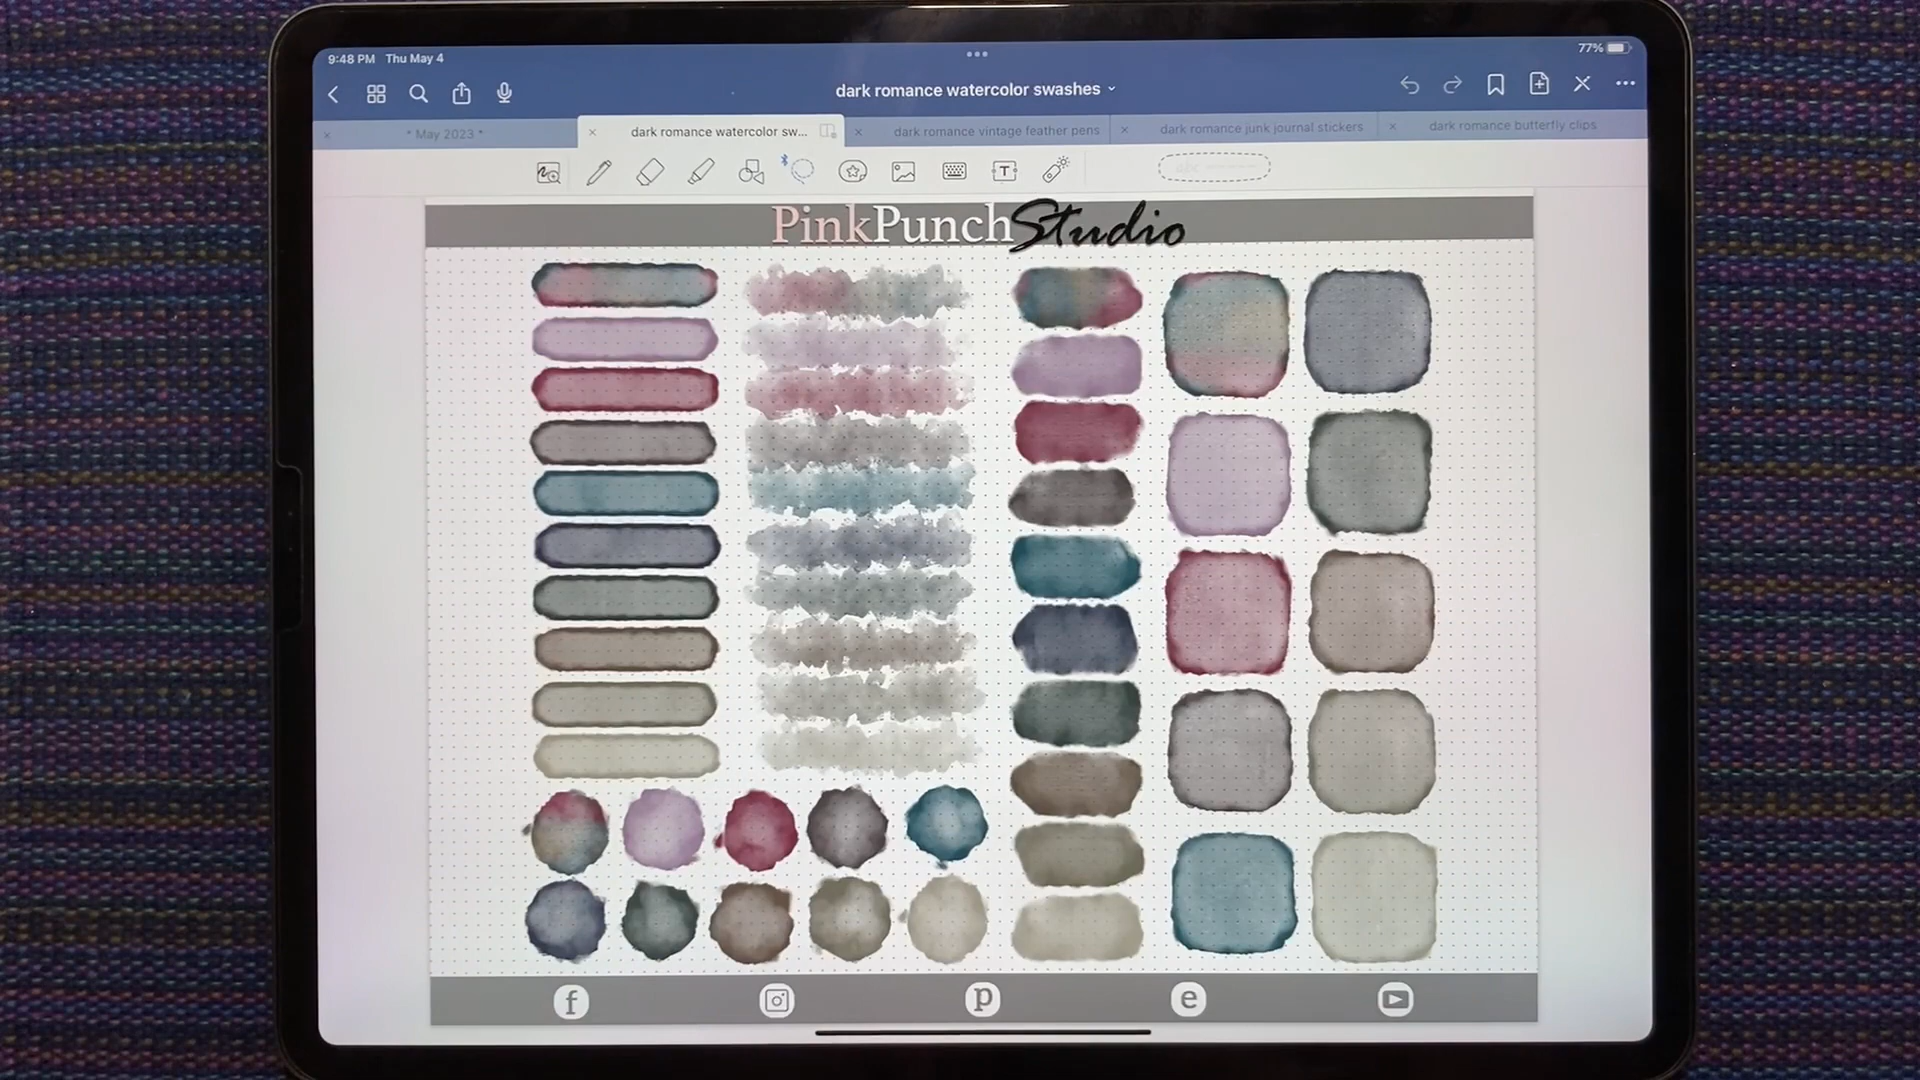 9:48 PM Thu May 4
77%
dark romance watercolor swashes
* May 2023 *
dark romance watercolor sw...
dark romance vintage feather pens
dark romance junk journal stickers
dark romance butterfly clips
T
PinkPunchStudio
f
p
e